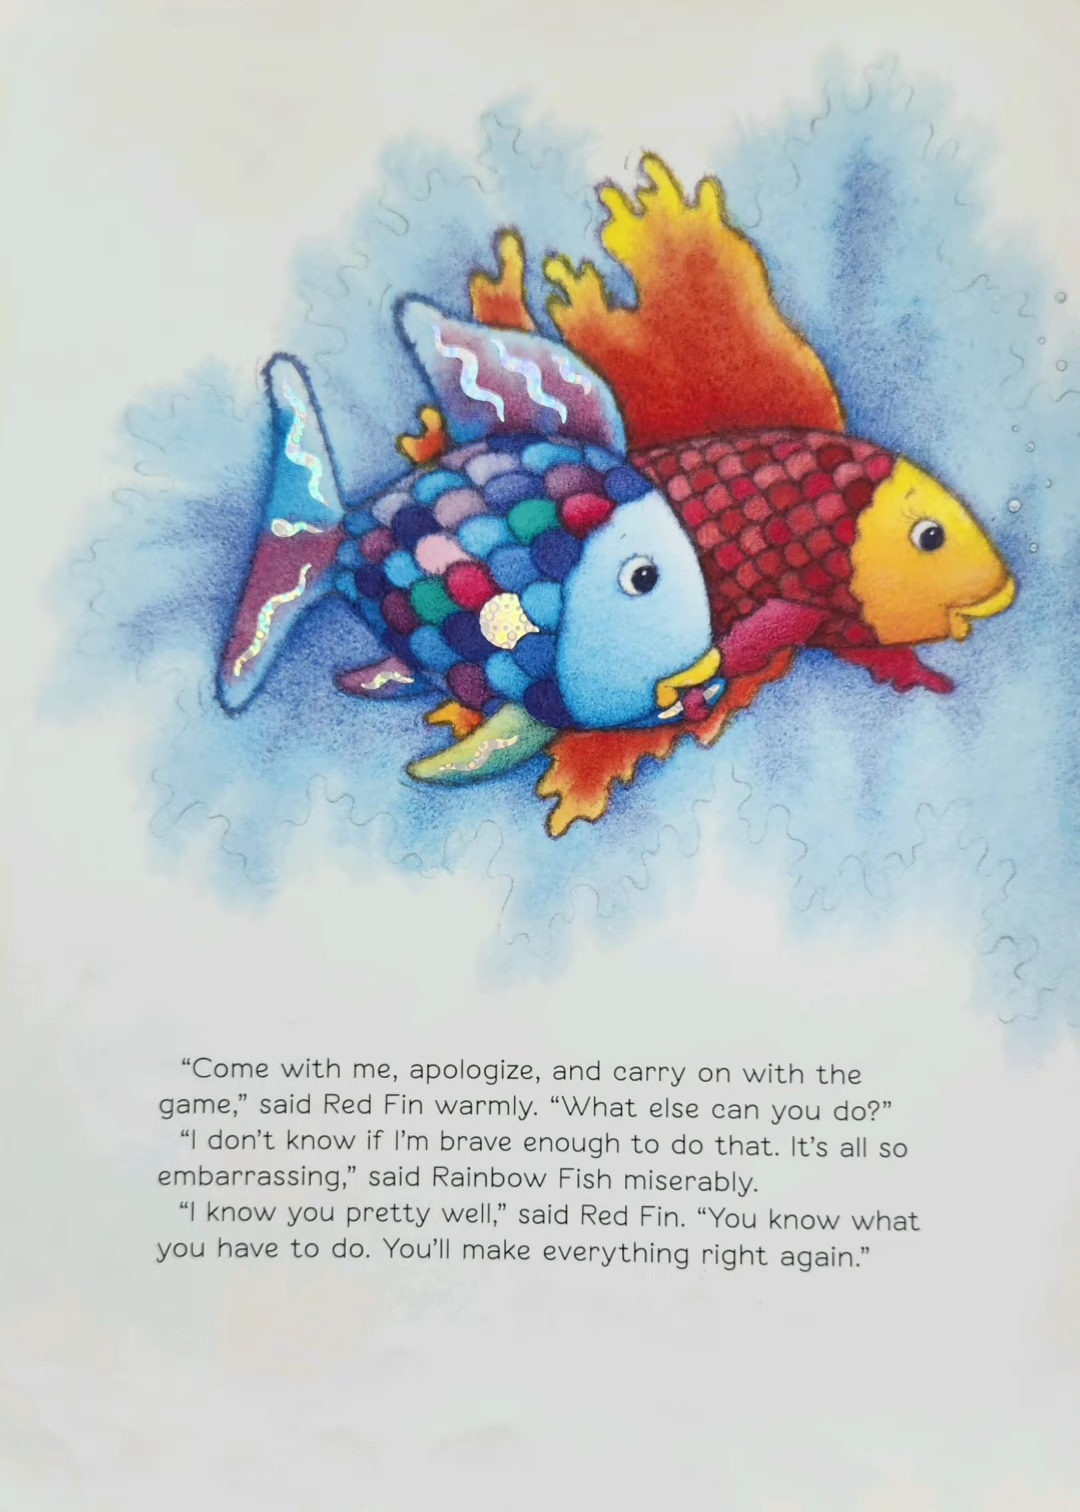 “Come with me, apologize, and carry on with the
game,” said Red Fin warmly. “What else can you do?”
“I don’t know if I’m brave enough to do that. It’s all so
embarrassing,” said Rainbow Fish miserably.
“I know you pretty well,” said Red Fin. “You know what
you have to do. You’ll make everything right again.”